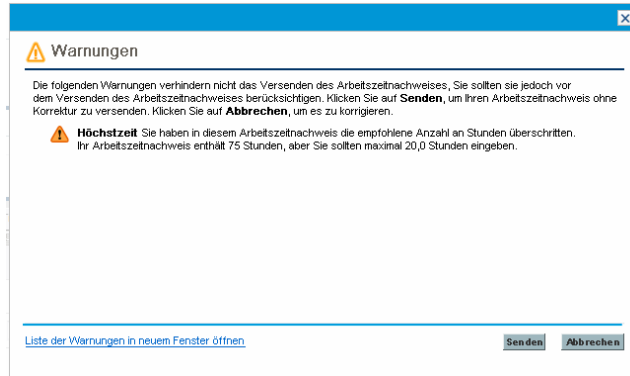 Warnungen
Die folgenden Warnungen verhindern nicht das Versenden des Arbeitszeitnachweises, Sie sollten sie jedoch vor
dem Versenden des Arbeitszeitnachweises berücksichtigen. Klicken Sie auf Senden, um Ihren Arbeitszeitnachweis ohne
Korrektur zu versenden. Klicken Sie auf Abbrechen, um es zu korrigieren.
Höchstzeit Sie haben in diesem Arbeitszeitnachweis die empfohlene Anzahl an Stunden überschritten.
Ihr Arbeitszeitnachweis enthält 75 Stunden, aber Sie sollten maximal 20,0 Stunden eingeben.
Liste der Warnungen in neuem Fenster öffnen
Senden Abbrechen